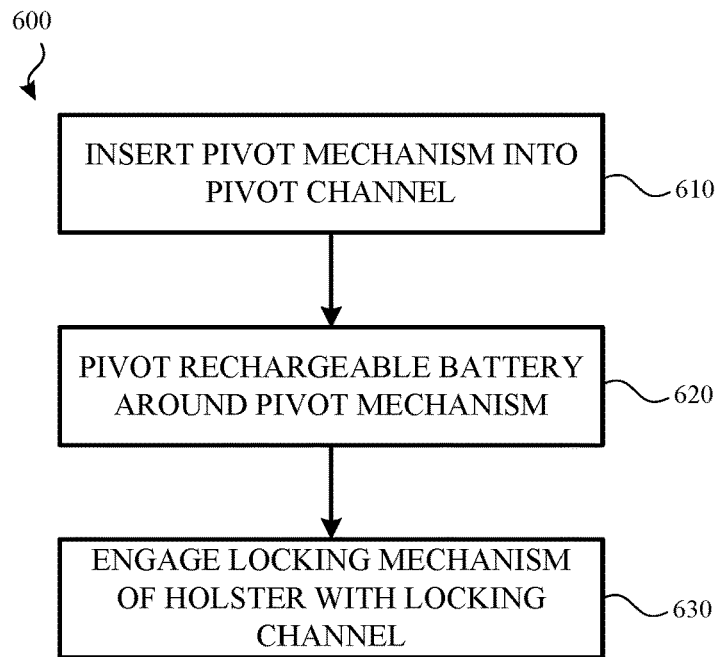 600
INSERT PIVOT MECHANISM INTO
PIVOT CHANNEL
610
PIVOT RECHARGEABLE BATTERY
AROUND PIVOT MECHANISM
620
ENGAGE LOCKING MECHANISM
OF HOLSTER WITH LOCKING
CHANNEL
630